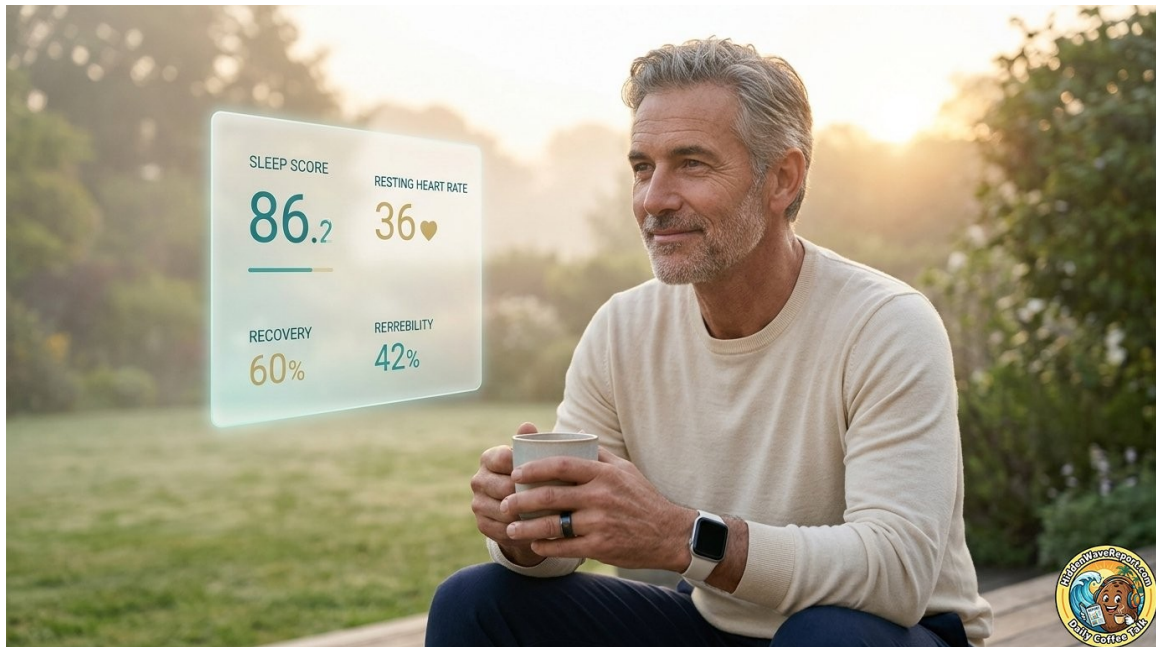 SLEEP SCORE
86.2
RESTING HEART RATE
36
RECOVERY
60%
RERREBILITY
42%
HiddenWaveReport.com
Daily Coffee Talk